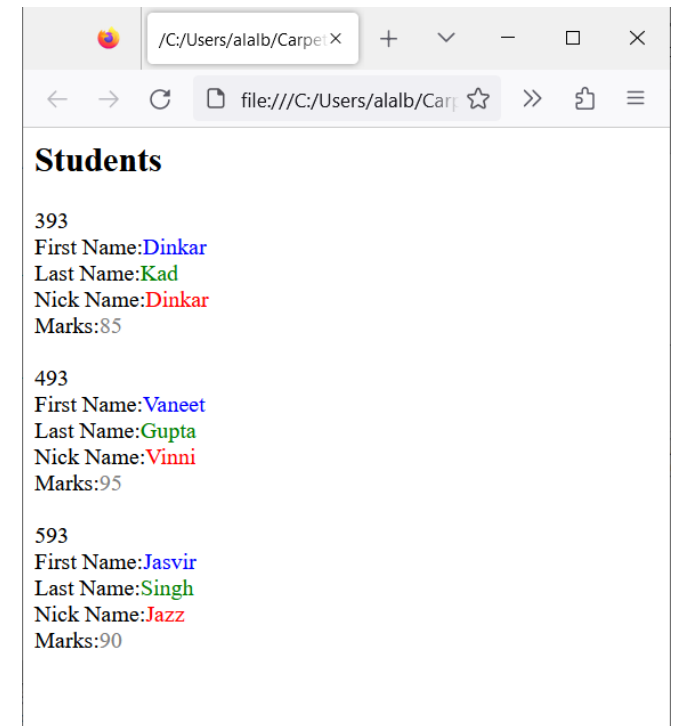 /C:/Users/alalb/Carpet
file:///C:/Users/alalb/Carp
Students
393
First Name:Dinkar
Last Name:Kad
Nick Name:Dinkar
Marks:85
493
First Name:Vaneet
Last Name:Gupta
Nick Name:Vinni
Marks:95
593
First Name:Jasvir
Last Name:Singh
Nick Name:Jazz
Marks:90